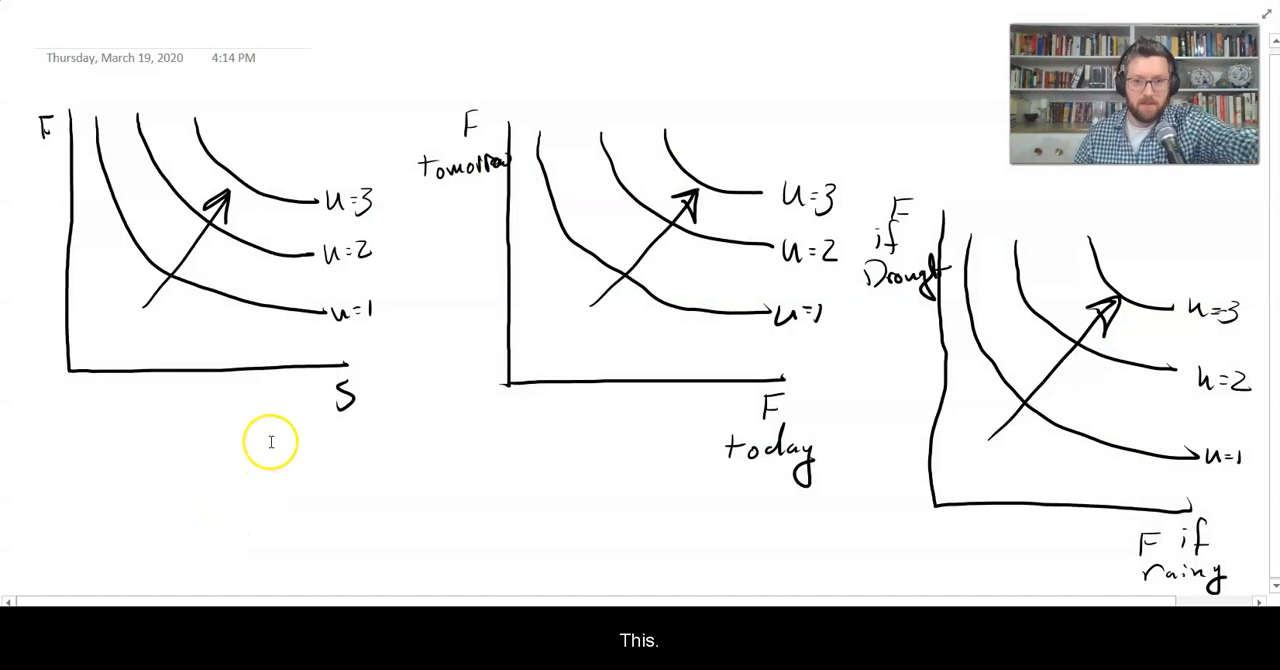 Thursday, March 19, 2020 4:14 PM
F
u=3
u=2
u=1
S
F
tomorrow
u=3
u=2
u=1
F
today
F
if
Drought
u=3
u=2
u=1
F if
rainy
This.